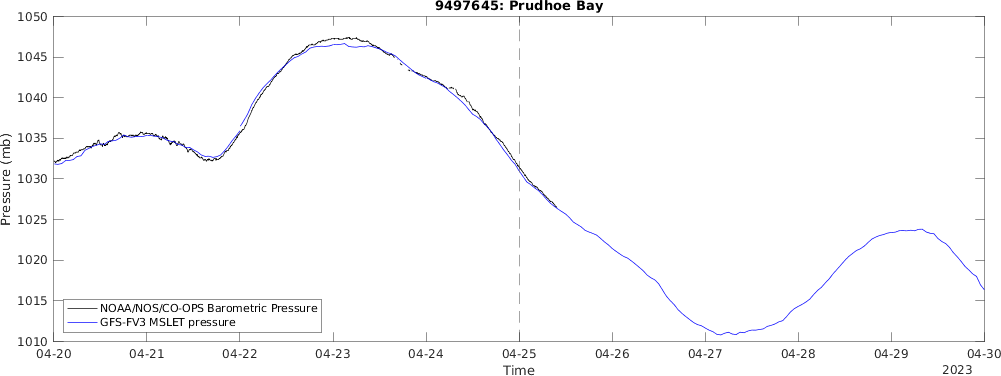 9497645: Prudhoe Bay
1050
1045
1040
1035
1030
1025
1020
1015
1010
Pressure (mb)
NOAA/NOS/CO-OPS Barometric Pressure
GFS-FV3 MSLET pressure
04-20 04-21 04-22 04-23 04-24 04-25 04-26 04-27 04-28 04-29 04-30
Time
2023